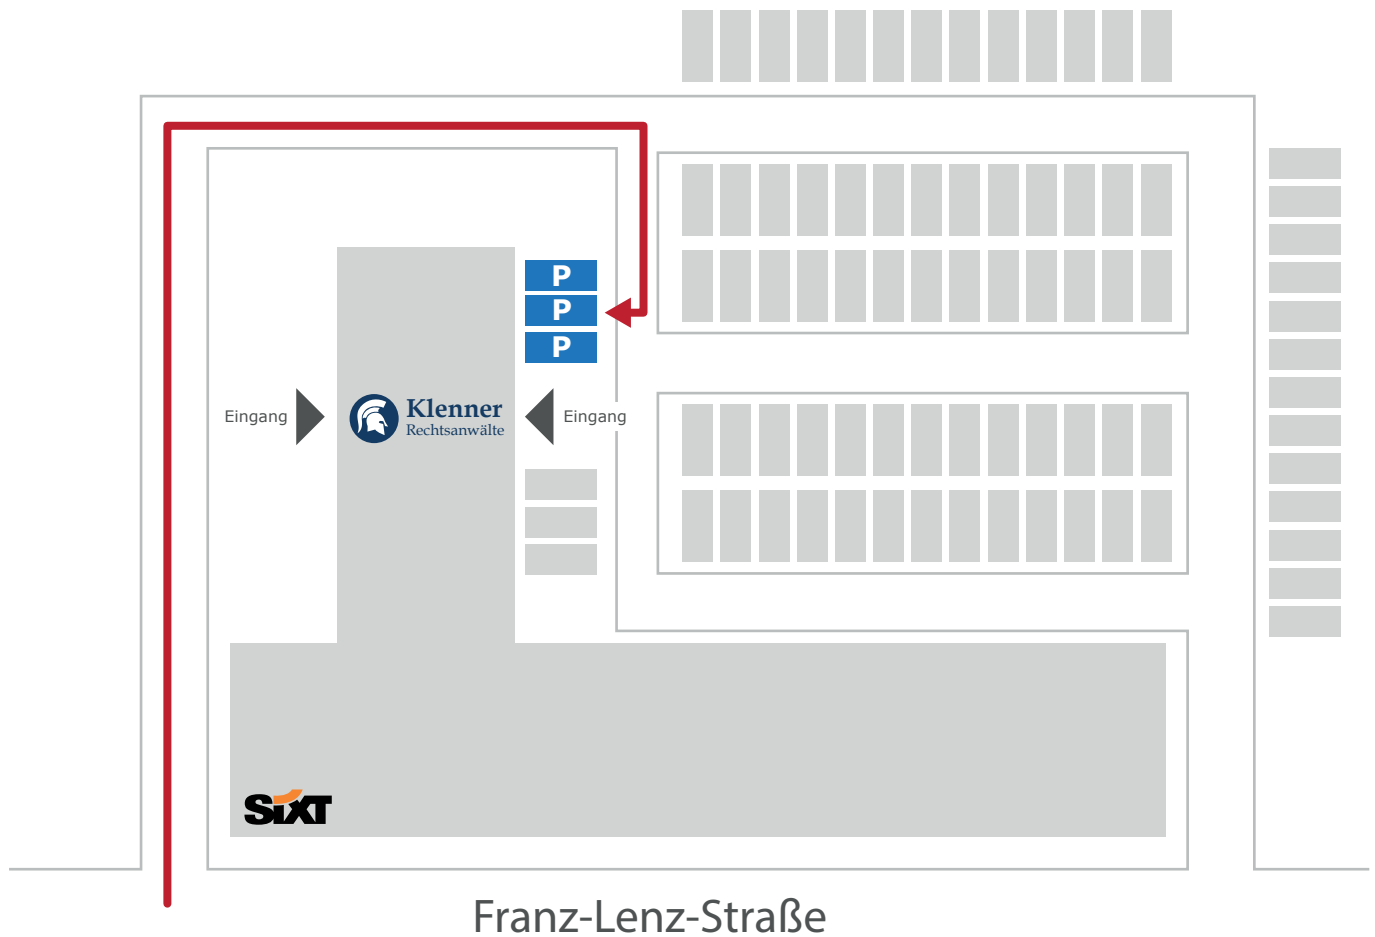 P
P
P
Eingang
Klenner
Rechtsanwälte
Eingang
SiXT
Franz-Lenz-Straße